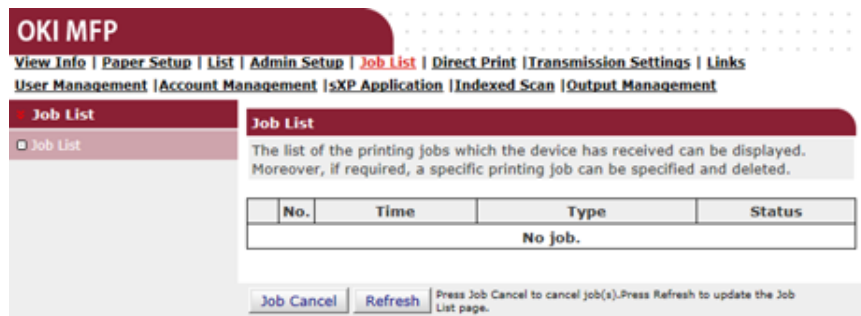 OKI MFP
View Info | Paper Setup | List | Admin Setup | Job List | Direct Print |Transmission Settings | Links
User Management |Account Management |sXP Application |Indexed Scan |Output Management
Job List
Job List
Job List
The list of the printing jobs which the device has received can be displayed.
Moreover, if required, a specific printing job can be specified and deleted.
No. Time Type Status
No job.
Job Cancel Refresh Press Job Cancel to cancel job(s).Press Refresh to update the Job
List page.